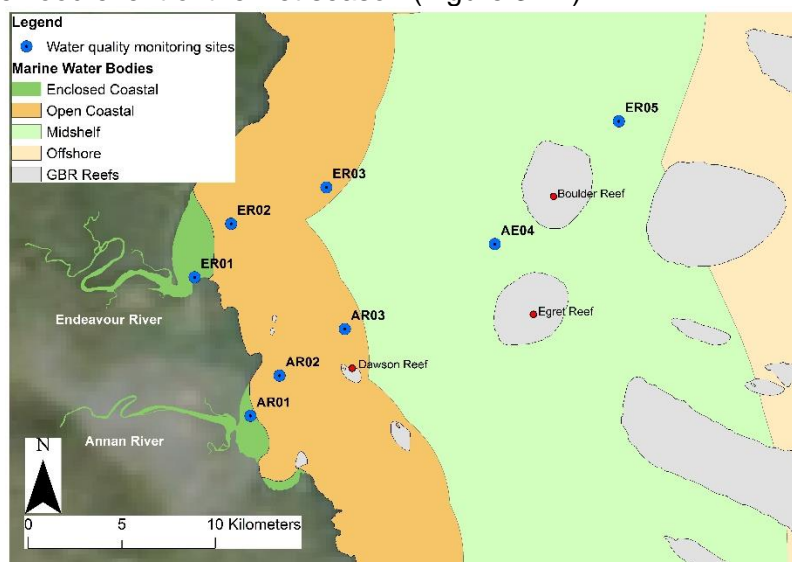 Legend
Water quality monitoring sites
Marine Water Bodies
Enclosed Coastal
Open Coastal
Midshelf
Offshore
GBR Reefs
ER05
ER03
Boulder Reef
ER02
AE04
ER01
Endeavour River
Egret Reef
AR03
Dawson Reef
AR02
AR01
Annan River
N
0 5 10 Kilometers